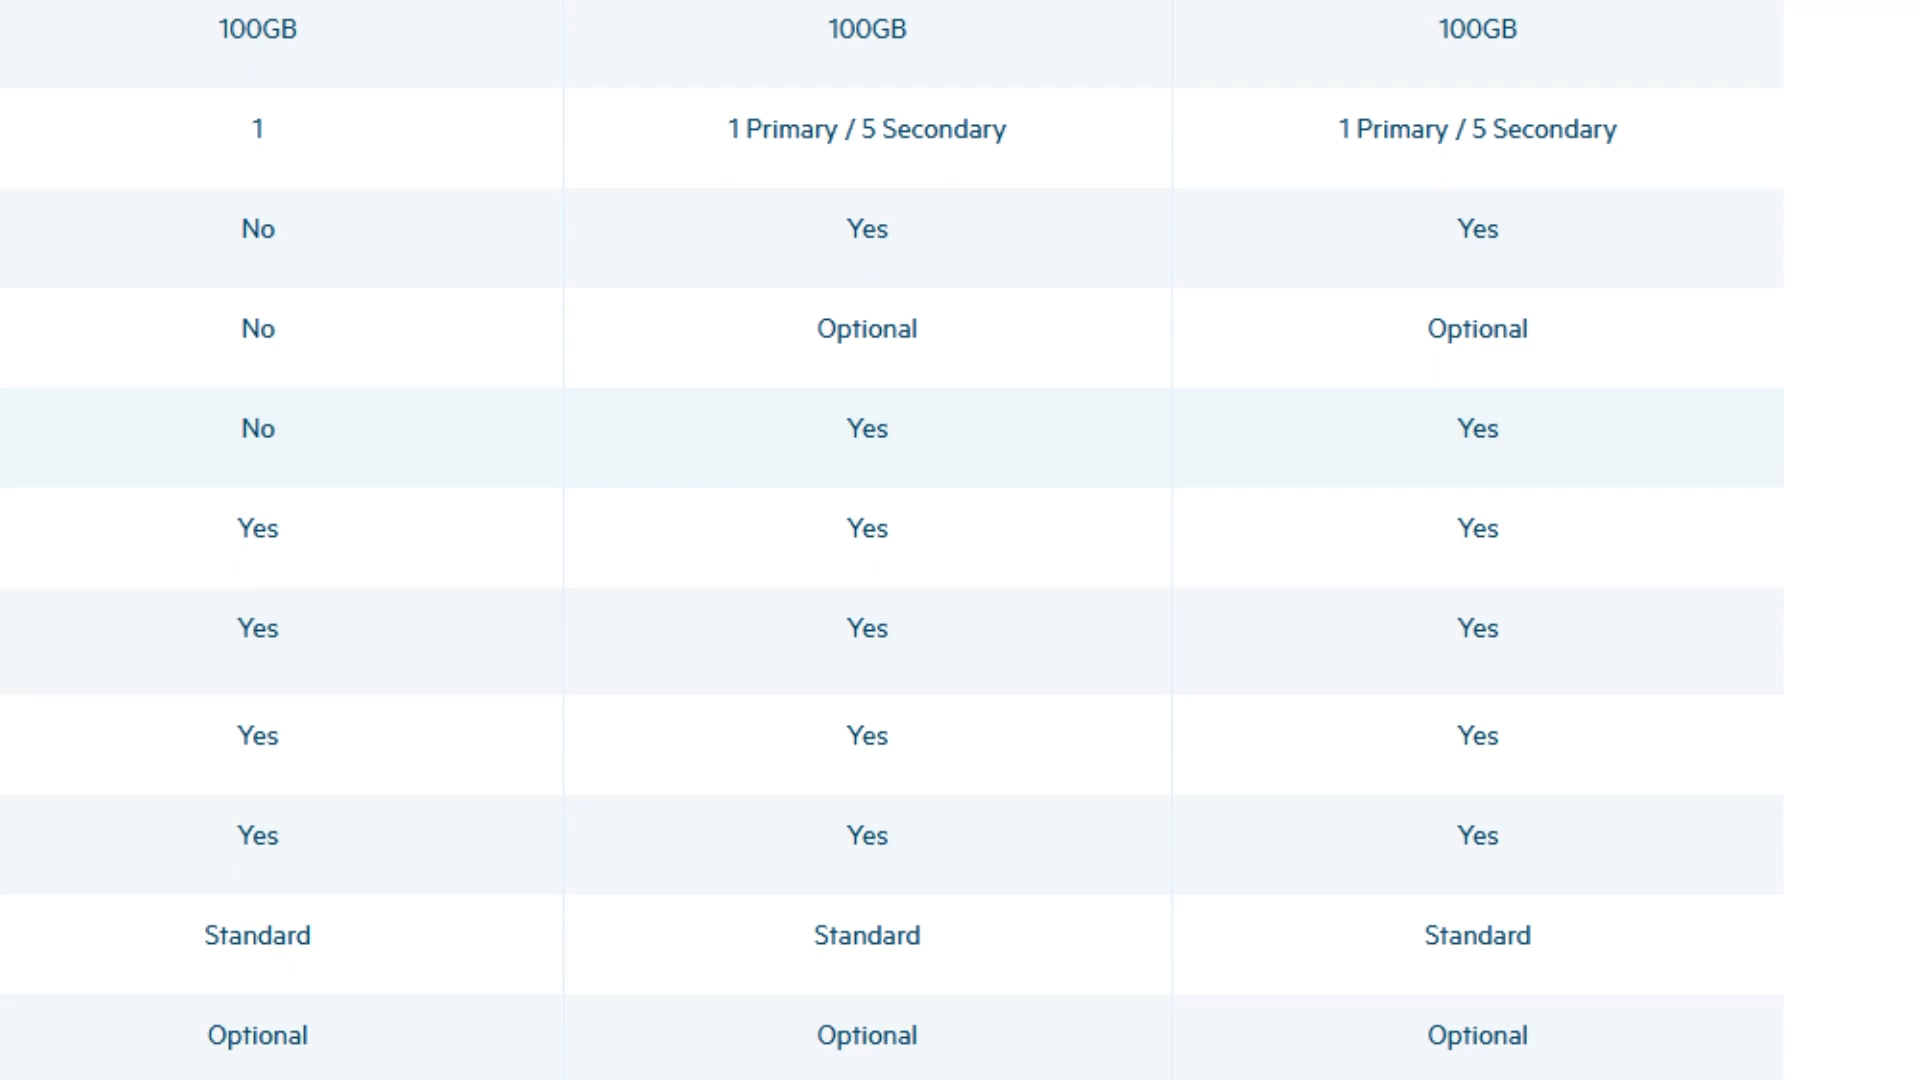 100GB 100GB 100GB
1 1 Primary / 5 Secondary 1 Primary / 5 Secondary
No Yes Yes
No Optional Optional
No Yes Yes
Yes Yes Yes
Yes Yes Yes
Yes Yes Yes
Yes Yes Yes
Standard Standard Standard
Optional Optional Optional